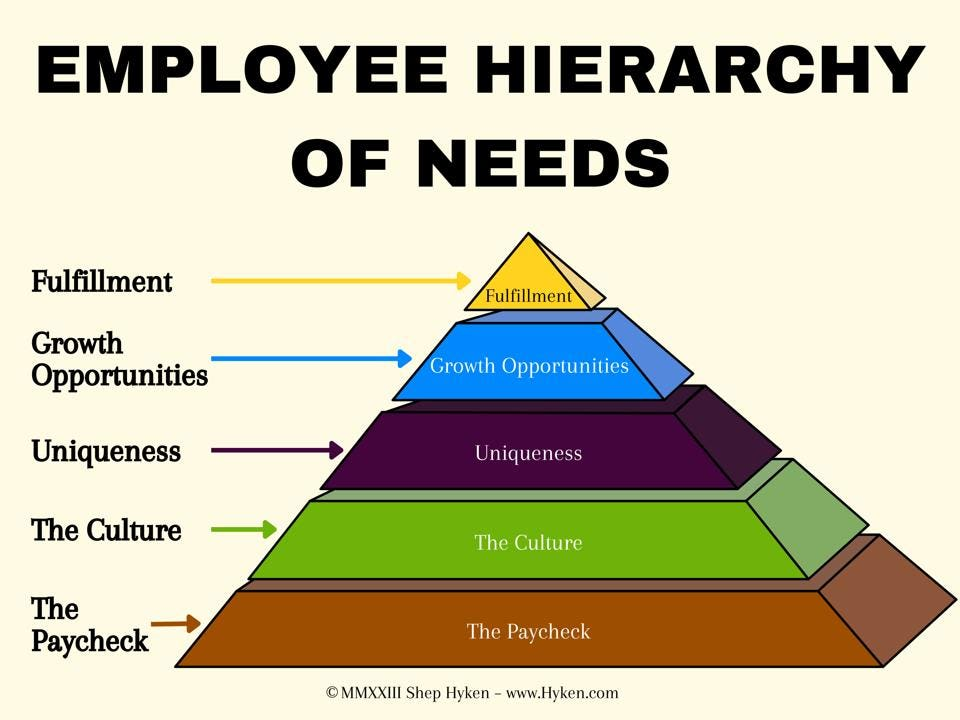 EMPLOYEE HIERARCHY
OF NEEDS
Fulfillment
Fulfillment
Growth
Opportunities
Growth Opportunities
Uniqueness
Uniqueness
The Culture
The Culture
The
Paycheck
The Paycheck
© MMXXIII Shep Hyken – www.Hyken.com